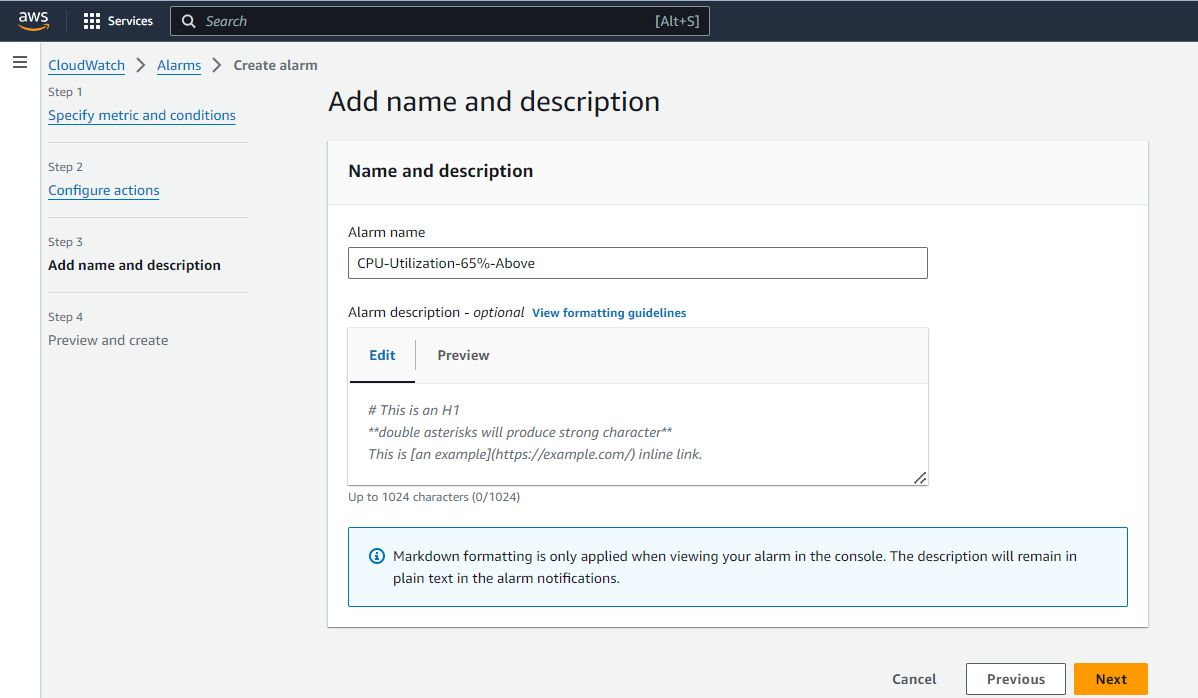 aws Services Search [Alt+S]
CloudWatch Alarms Create alarm
Step 1
Specify metric and conditions
Step 2
Configure actions
Step 3
Add name and description
Step 4
Preview and create
Add name and description
Name and description
Alarm name
CPU-Utilization-65%-Above
Alarm description - optional View formatting guidelines
Edit Preview
# This is an H1
**double asterisks will produce strong character**
This is [an example](https://example.com/) inline link.
Up to 1024 characters (0/1024)
Markdown formatting is only applied when viewing your alarm in the console. The description will remain in
plain text in the alarm notifications.
Cancel Previous Next